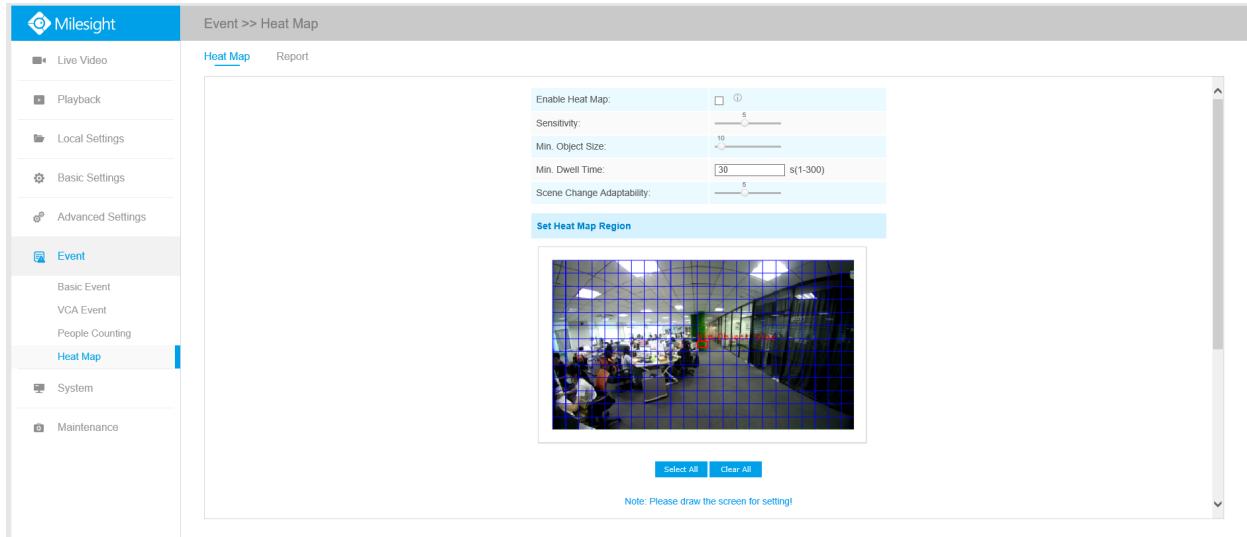 Milesight
Event >> Heat Map
Live Video
Playback
Local Settings
Basic Settings
Advanced Settings
Event
Basic Event
VCA Event
People Counting
Heat Map
System
Maintenance
Heat Map Report
Enable Heat Map:
Sensitivity: 5
Min. Object Size: 10
Min. Dwell Time: 30 s(1-300)
Scene Change Adaptability: 5
Set Heat Map Region
Select All Clear All
Note: Please draw the screen for setting!